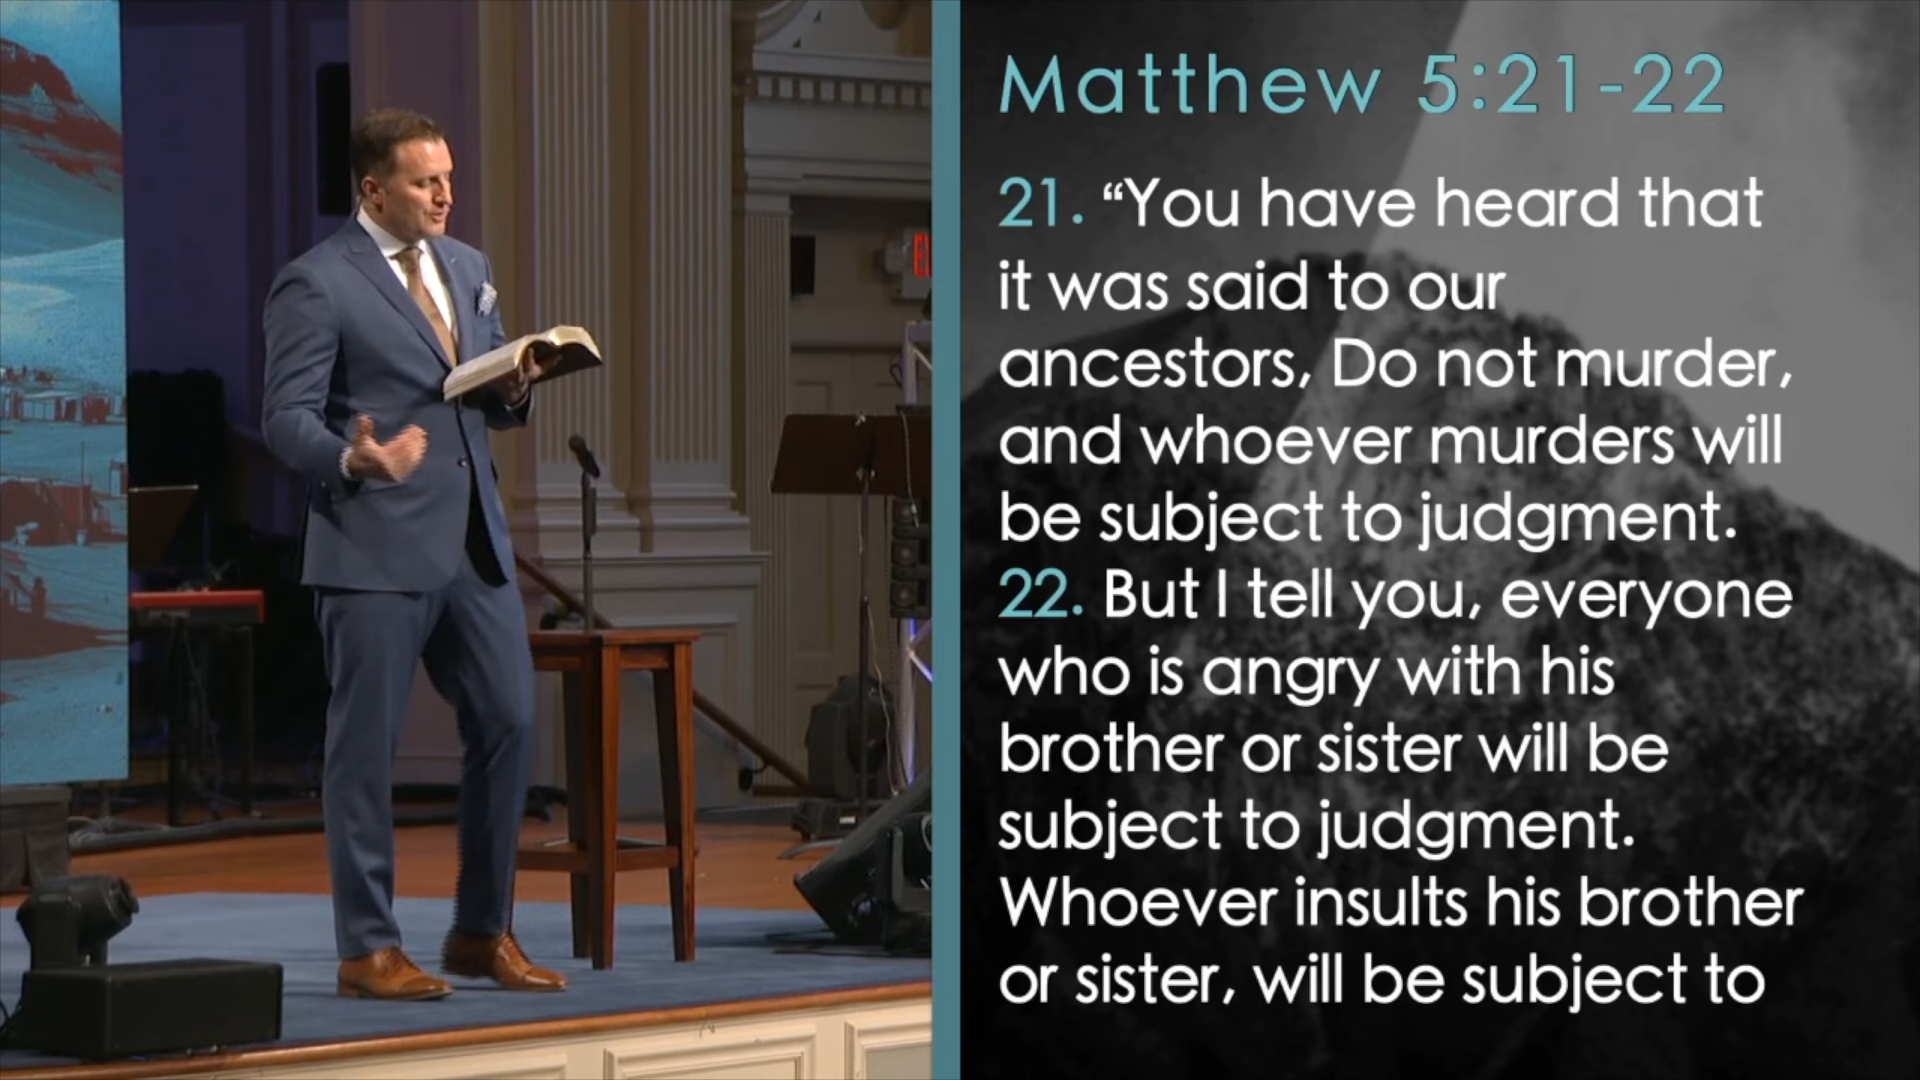 Matthew 5:21-22
21. “You have heard that
it was said to our
ancestors, Do not murder,
and whoever murders will
be subject to judgment.
22. But I tell you, everyone
who is angry with his
brother or sister will be
subject to judgment.
Whoever insults his brother
or sister, will be subject to